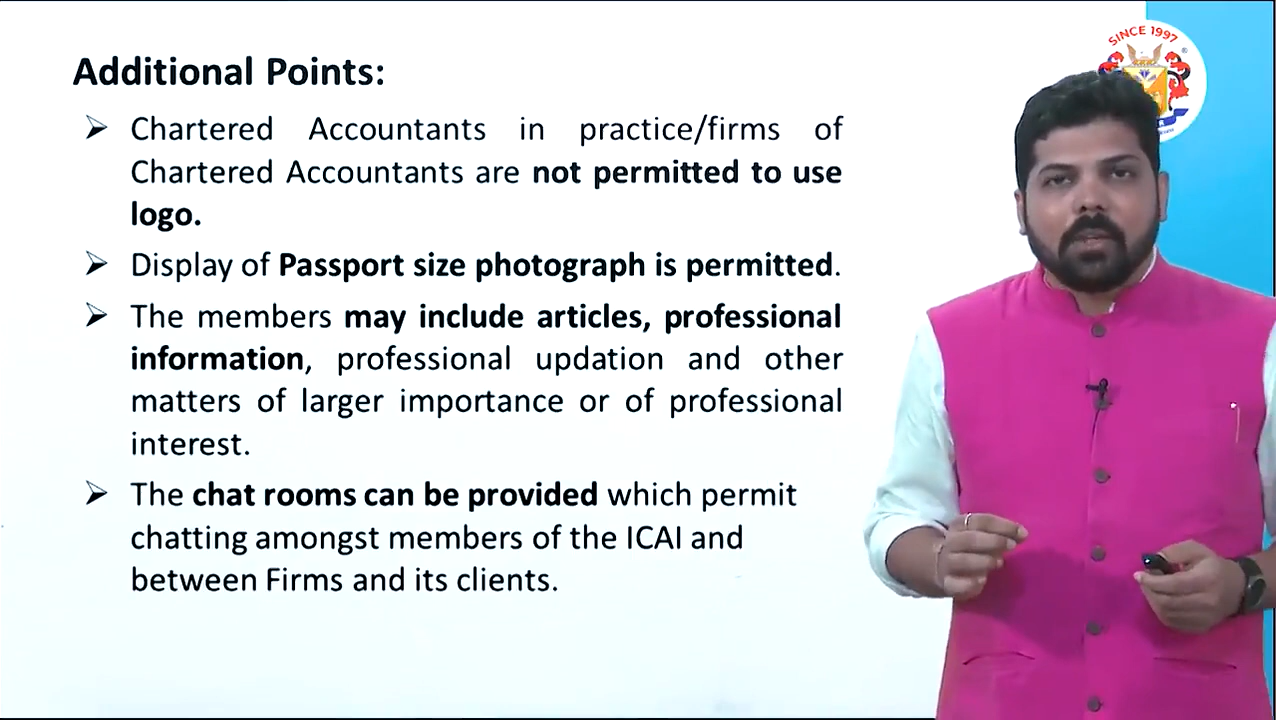 SINCE 1997
Additional Points:
Chartered Accountants in practice/firms of
Chartered Accountants are not permitted to use
logo.
Display of Passport size photograph is permitted.
The members may include articles, professional
information, professional updation and other
matters of larger importance or of professional
interest.
The chat rooms can be provided which permit
chatting amongst members of the ICAI and
between Firms and its clients.